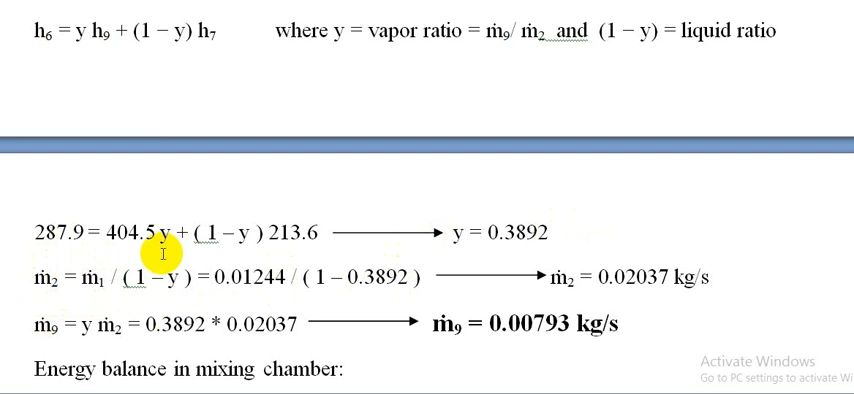 h₆ = y h₉ + (1 − y) h₇ where y = vapor ratio = ṁ₉/ ṁ₂ and (1 − y) = liquid ratio
287.9 = 404.5 y + ( 1 – y ) 213.6 ⟶ y = 0.3892
ṁ₂ = ṁ₁ / ( 1 – y ) = 0.01244 / ( 1 – 0.3892 ) ⟶ ṁ₂ = 0.02037 kg/s
ṁ₉ = y ṁ₂ = 0.3892 * 0.02037 ⟶ ṁ₉ = 0.00793 kg/s
Energy balance in mixing chamber:
Activate Windows
Go to PC settings to activate Wi